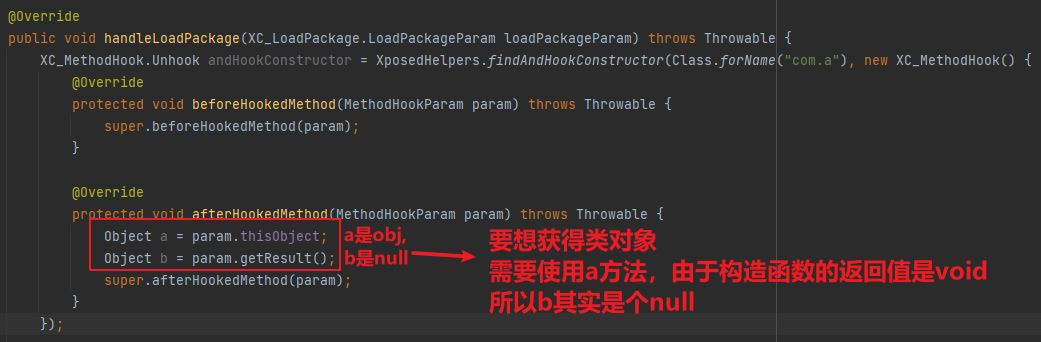 @Override
public void handleLoadPackage(XC_LoadPackage.LoadPackageParam loadPackageParam) throws Throwable {
XC_MethodHook.Unhook andHookConstructor = XposedHelpers.findAndHookConstructor(Class.forName("com.a"), new XC_MethodHook() {
@Override
protected void beforeHookedMethod(MethodHookParam param) throws Throwable {
super.beforeHookedMethod(param);
}
@Override
protected void afterHookedMethod(MethodHookParam param) throws Throwable {
Object a = param.thisObject;
Object b = param.getResult();
a是obj,
b是null
要想获得类对象
需要使用a方法，由于构造函数的返回值是void
所以b其实是个null
super.afterHookedMethod(param);
}
});